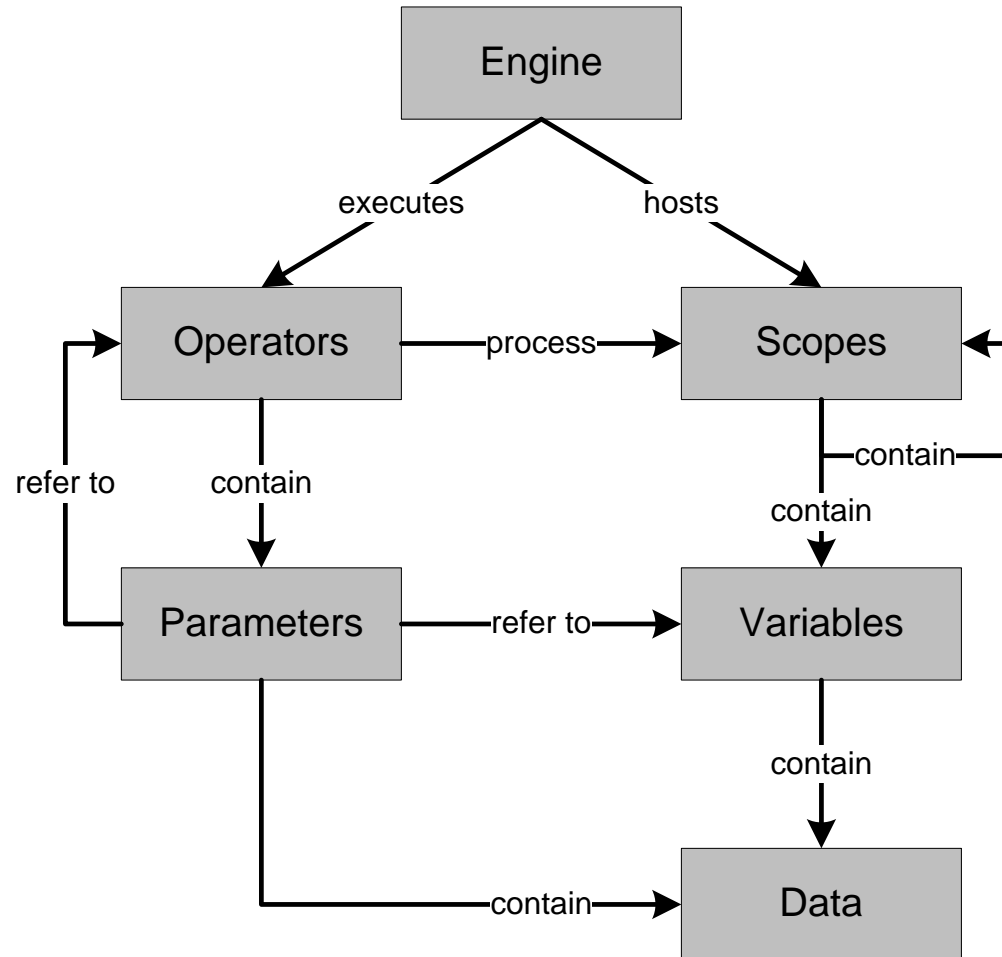 Engine
executes
hosts
Operators
process
Scopes
refer to
contain
contain
contain
Parameters
refer to
Variables
contain
contain
Data